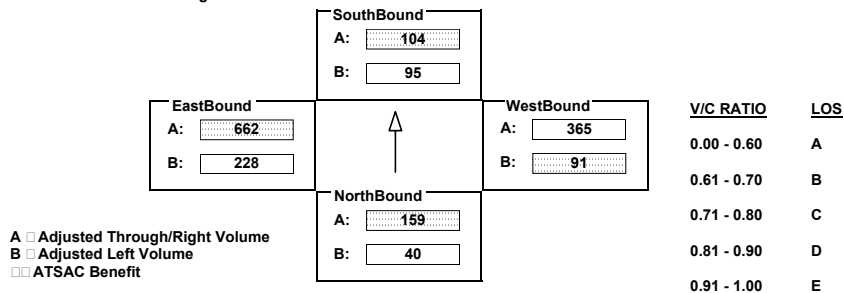 SouthBound
A: 104
B: 95
EastBound
A: 662
B: 228
WestBound
A: 365
B: 91
NorthBound
A: 159
B: 40
A □ Adjusted Through/Right Volume
B □ Adjusted Left Volume
□□ ATSAC Benefit
V/C RATIO LOS
0.00 - 0.60 A
0.61 - 0.70 B
0.71 - 0.80 C
0.81 - 0.90 D
0.91 - 1.00 E